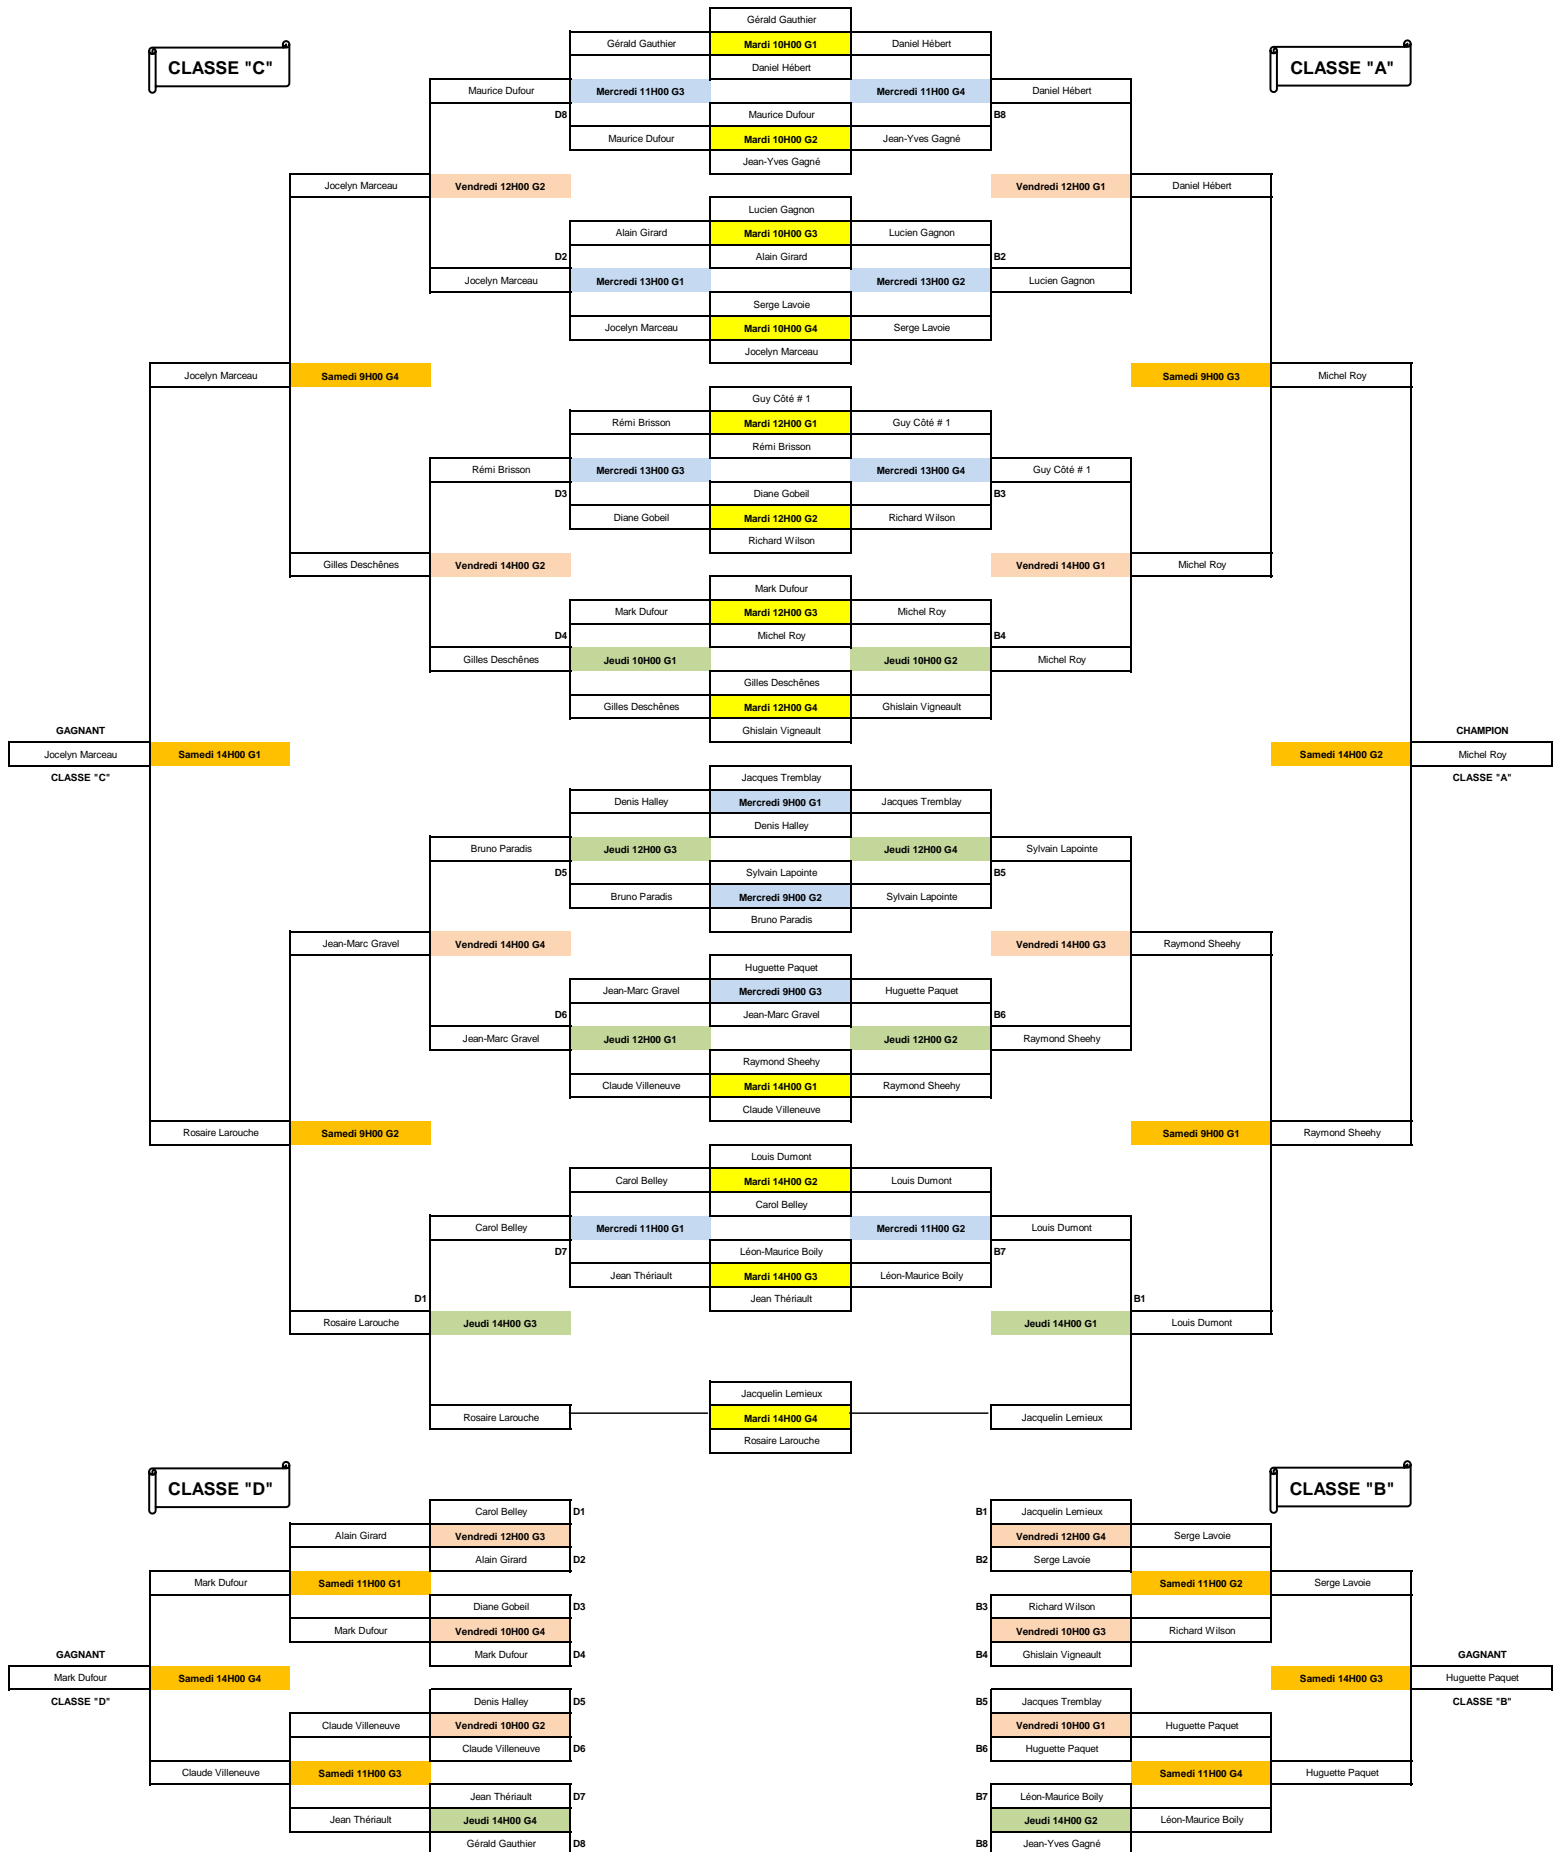 Gérald Gauthier
Gérald Gauthier Mardi 10H00 G1 Daniel Hébert
CLASSE "C" Daniel Hébert CLASSE "A"
Maurice Dufour Mercredi 11H00 G3 Mercredi 11H00 G4 Daniel Hébert
D8 Maurice Dufour B8
Maurice Dufour Mardi 10H00 G2 Jean-Yves Gagné
Jean-Yves Gagné
Jocelyn Marceau Vendredi 12H00 G2 Vendredi 12H00 G1 Daniel Hébert
Lucien Gagnon
Alain Girard Mardi 10H00 G3 Lucien Gagnon
D2 Alain Girard B2
Jocelyn Marceau Mercredi 13H00 G1 Mercredi 13H00 G2 Lucien Gagnon
Serge Lavoie
Jocelyn Marceau Mardi 10H00 G4 Serge Lavoie
Jocelyn Marceau
Jocelyn Marceau Samedi 9H00 G4 Samedi 9H00 G3 Michel Roy
Guy Côté # 1
Rémi Brisson Mardi 12H00 G1 Guy Côté # 1
Rémi Brisson
Rémi Brisson Mercredi 13H00 G3 Mercredi 13H00 G4 Guy Côté # 1
D3 Diane Gobeil B3
Diane Gobeil Mardi 12H00 G2 Richard Wilson
Richard Wilson
Gilles Deschênes Vendredi 14H00 G2 Vendredi 14H00 G1 Michel Roy
Mark Dufour
Mark Dufour Mardi 12H00 G3 Michel Roy
D4 Michel Roy B4
Gilles Deschênes Jeudi 10H00 G1 Jeudi 10H00 G2 Michel Roy
Gilles Deschênes
Gilles Deschênes Mardi 12H00 G4 Ghislain Vigneault
GAGNANT Ghislain Vigneault CHAMPION
Jocelyn Marceau Samedi 14H00 G1 Samedi 14H00 G2 Michel Roy
CLASSE "C" Jacques Tremblay CLASSE "A"
Denis Halley Mercredi 9H00 G1 Jacques Tremblay
Denis Halley
Bruno Paradis Jeudi 12H00 G3 Jeudi 12H00 G4 Sylvain Lapointe
D5 Sylvain Lapointe B5
Bruno Paradis Mercredi 9H00 G2 Sylvain Lapointe
Bruno Paradis
Jean-Marc Gravel Vendredi 14H00 G4 Vendredi 14H00 G3 Raymond Sheehy
Huguette Paquet
Jean-Marc Gravel Mercredi 9H00 G3 Huguette Paquet
D6 Jean-Marc Gravel B6
Jean-Marc Gravel Jeudi 12H00 G1 Jeudi 12H00 G2 Raymond Sheehy
Raymond Sheehy
Claude Villeneuve Mardi 14H00 G1 Raymond Sheehy
Claude Villeneuve
Rosaire Larouche Samedi 9H00 G2 Samedi 9H00 G1 Raymond Sheehy
Louis Dumont
Carol Belley Mardi 14H00 G2 Louis Dumont
Carol Belley
Carol Belley Mercredi 11H00 G1 Mercredi 11H00 G2 Louis Dumont
D7 Léon-Maurice Boily B7
Jean Thériault Mardi 14H00 G3 Léon-Maurice Boily
D1 Jean Thériault B1
Rosaire Larouche Jeudi 14H00 G3 Jeudi 14H00 G1 Louis Dumont
Jacquelin Lemieux
Rosaire Larouche Mardi 14H00 G4 Jacquelin Lemieux
Rosaire Larouche
CLASSE "D" CLASSE "B"
Carol Belley D1 B1 Jacquelin Lemieux
Alain Girard Vendredi 12H00 G3 Vendredi 12H00 G4 Serge Lavoie
Alain Girard D2 B2 Serge Lavoie
Mark Dufour Samedi 11H00 G1 Samedi 11H00 G2 Serge Lavoie
Diane Gobeil D3 B3 Richard Wilson
Mark Dufour Vendredi 10H00 G4 Vendredi 10H00 G3 Richard Wilson
GAGNANT Mark Dufour D4 B4 Ghislain Vigneault GAGNANT
Mark Dufour Samedi 14H00 G4 Samedi 14H00 G3 Huguette Paquet
CLASSE "D" Denis Halley D5 B5 Jacques Tremblay CLASSE "B"
Claude Villeneuve Vendredi 10H00 G2 Vendredi 10H00 G1 Huguette Paquet
Claude Villeneuve D6 B6 Huguette Paquet
Claude Villeneuve Samedi 11H00 G3 Samedi 11H00 G4 Huguette Paquet
Jean Thériault D7 B7 Léon-Maurice Boily
Jean Thériault Jeudi 14H00 G4 Jeudi 14H00 G2 Léon-Maurice Boily
Gérald Gauthier D8 B8 Jean-Yves Gagné